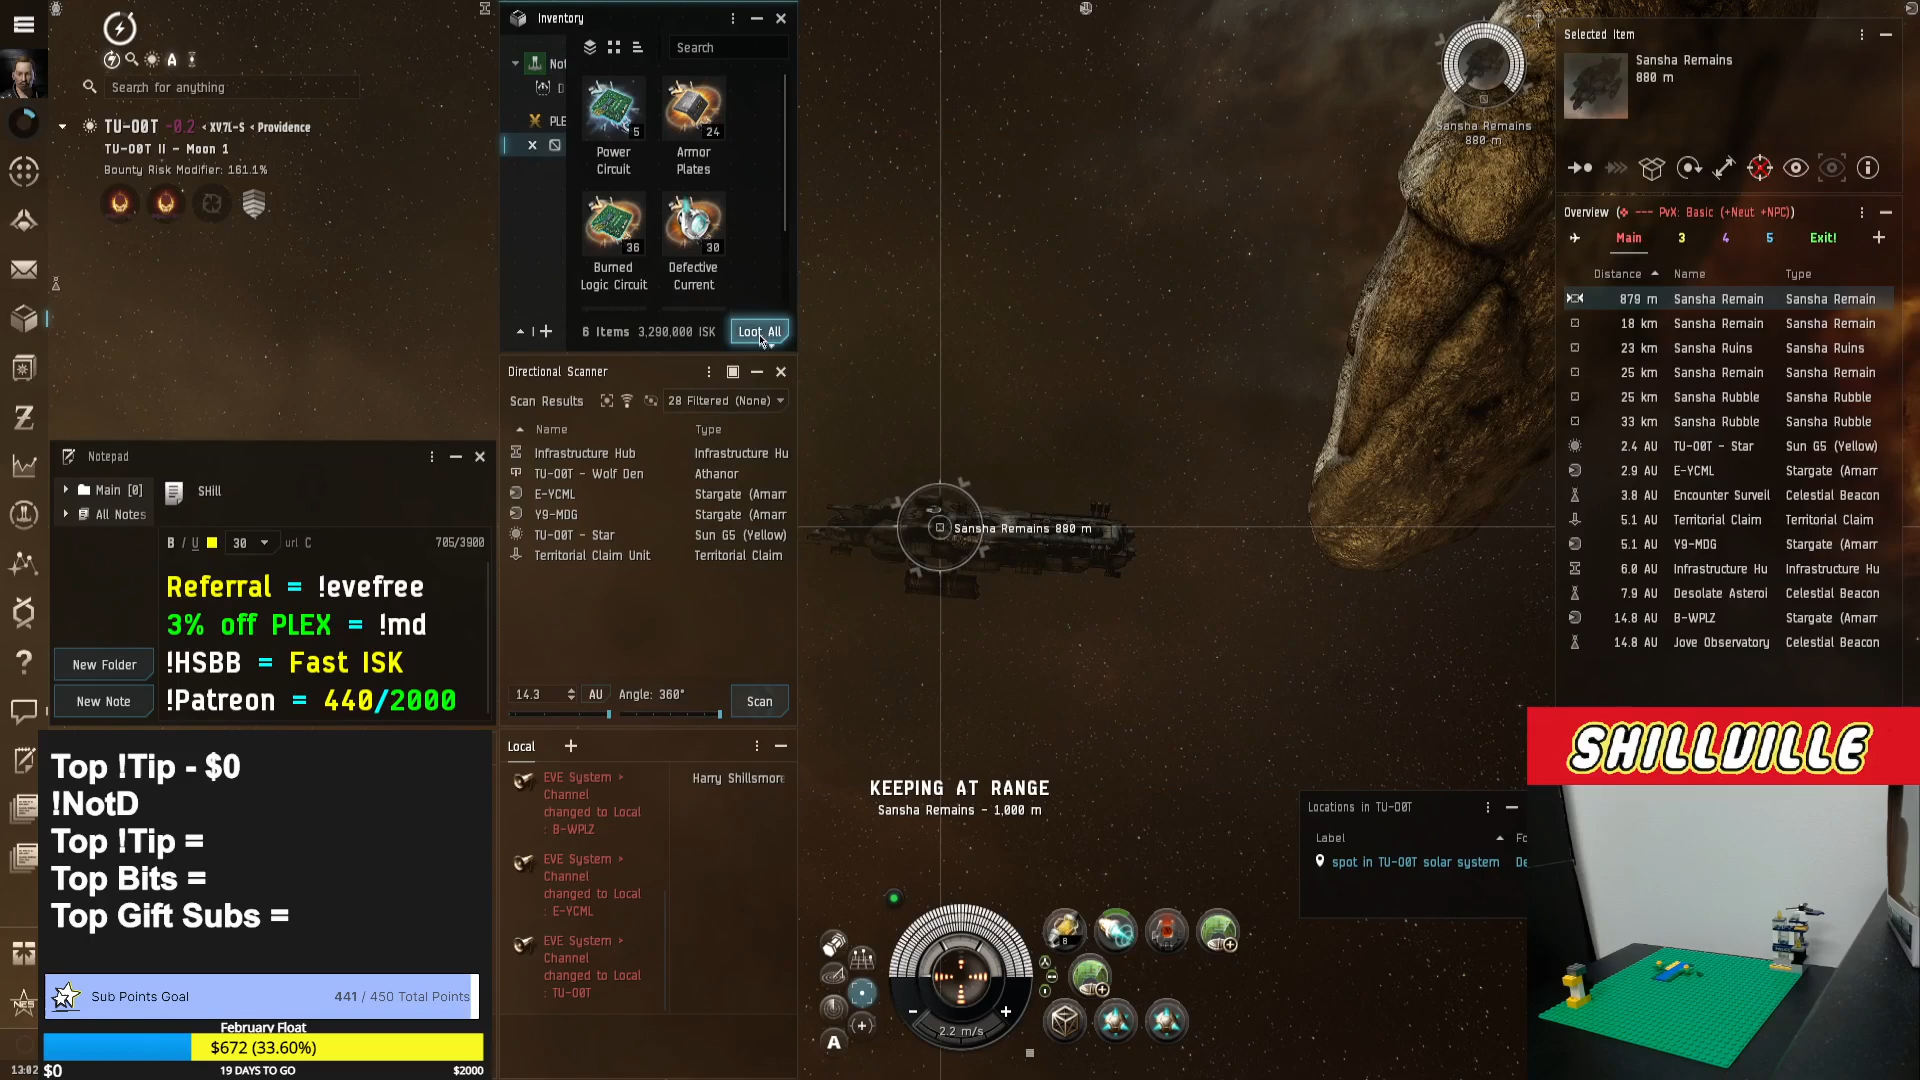 Search for anything
TU-O0T -0.2 < XV7L-S < Providence
TU-O0T II - Moon 1
Bounty Risk Modifier: 161.1%
Inventory
Search
Not
PLE
5
24
Power
Circuit
Armor
Plates
36
30
Burned
Logic Circuit
Defective
Current
6 Items 3,290,000 ISK
Loot All
Directional Scanner
Scan Results
28 Filtered (None)
Name Type
Infrastructure Hub Infrastructure Hu
TU-O0T - Wolf Den Athanor
E-YCML Stargate (Amarr
Y9-MDG Stargate (Amarr
TU-O0T - Star Sun G5 (Yellow)
Territorial Claim Unit Territorial Claim
14.3 AU Angle: 360°
Scan
Notepad
Main [0]
All Notes
SHill
B I U 30 url C 705/3900
Referral = !evefree
3% off PLEX = !md
!HSBB = Fast ISK
!Patreon = 440/2000
New Folder
New Note
Top !Tip - $0
!NotD
Top !Tip =
Top Bits =
Top Gift Subs =
Sub Points Goal 441 / 450 Total Points
February Float
$672 (33.60%)
13:02
$0 19 DAYS TO GO $2000
Local
EVE System >
Channel
changed to Local
: B-WPLZ
EVE System >
Channel
changed to Local
: E-YCML
EVE System >
Channel
changed to Local
: TU-O0T
Harry Shillsmore
Sansha Remains 880 m
KEEPING AT RANGE
Sansha Remains - 1,000 m
2.2 m/s
8
A
Sansha Remains
880 m
Selected Item
Sansha Remains
880 m
Overview ( --- PvX: Basic (+Neut +NPC))
Main 3 4 5 Exit!
Distance Name Type
879 m Sansha Remain Sansha Remain
18 km Sansha Remain Sansha Remain
23 km Sansha Ruins Sansha Ruins
25 km Sansha Remain Sansha Remain
25 km Sansha Rubble Sansha Rubble
33 km Sansha Rubble Sansha Rubble
2.4 AU TU-O0T - Star Sun G5 (Yellow)
2.9 AU E-YCML Stargate (Amarr
3.8 AU Encounter Surveil Celestial Beacon
5.1 AU Territorial Claim Territorial Claim
5.1 AU Y9-MDG Stargate (Amarr
6.0 AU Infrastructure Hu Infrastructure Hu
7.9 AU Desolate Asteroi Celestial Beacon
14.8 AU B-WPLZ Stargate (Amarr
14.8 AU Jove Observatory Celestial Beacon
SHILLVILLE
Locations in TU-O0T
Label Fo
spot in TU-O0T solar system De